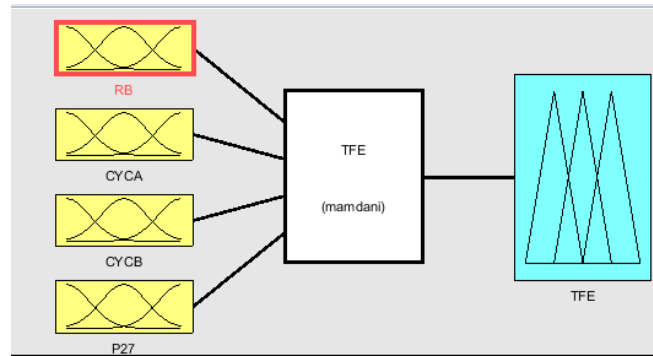 RB
CYCA
CYCB
P27
TFE
(mamdani)
TFE